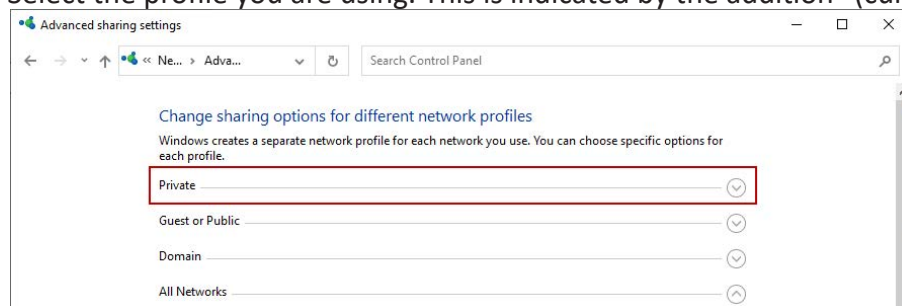 Select the profile you are using. This is indicated by the addition
Advanced sharing settings
« Ne... › Adva...
Search Control Panel
Change sharing options for different network profiles
Windows creates a separate network profile for each network you use. You can choose specific options for
each profile.
Private
Guest or Public
Domain
All Networks